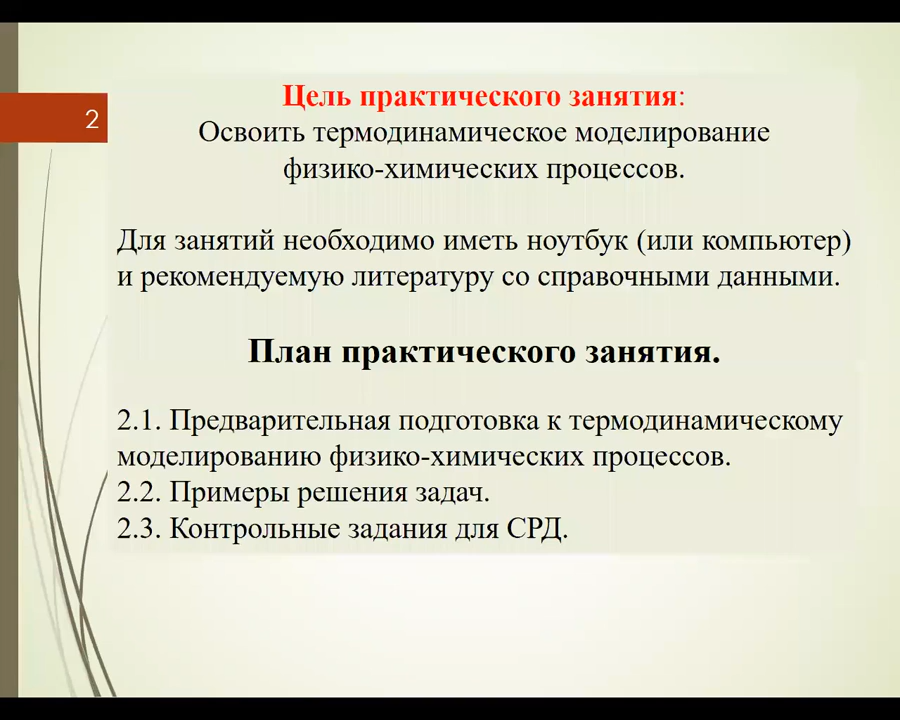 2
Цель практического занятия:
Освоить термодинамическое моделирование
физико-химических процессов.
Для занятий необходимо иметь ноутбук (или компьютер)
и рекомендуемую литературу со справочными данными.
План практического занятия.
2.1. Предварительная подготовка к термодинамическому
моделированию физико-химических процессов.
2.2. Примеры решения задач.
2.3. Контрольные задания для СРД.